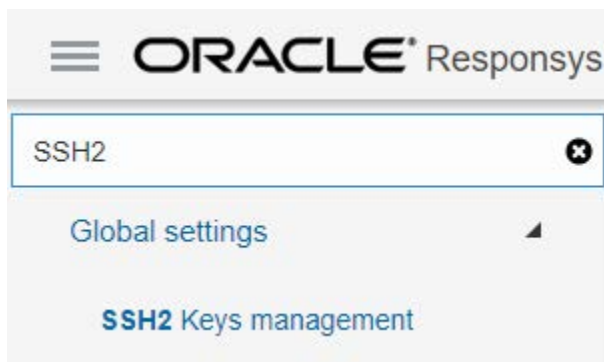 ORACLE® Responsys
SSH2
Global settings
SSH2 Keys management